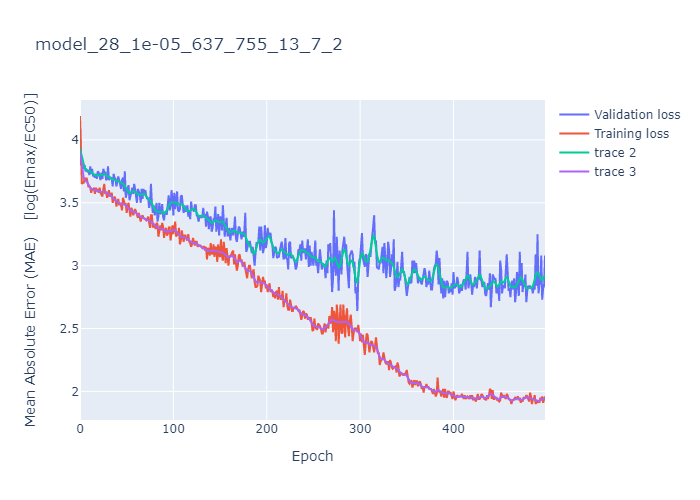 model_28_1e-05_637_755_13_7_2
Mean Absolute Error (MAE)   [log(Emax/EC50)]
4
3.5
3
2.5
2
0
100
200
300
400
Epoch
Validation loss
Training loss
trace 2
trace 3